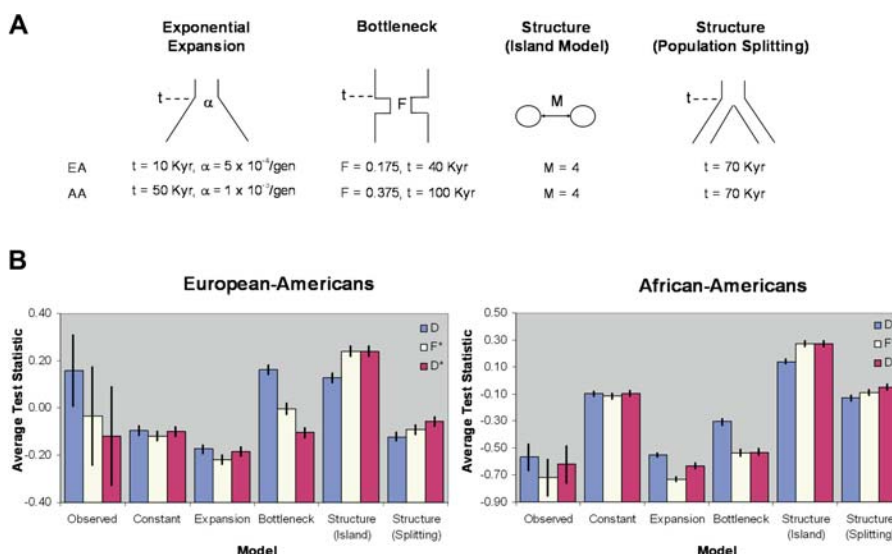 A
Exponential Expansion
Bottleneck
Structure (Island Model)
Structure (Population Splitting)
t
α
t
F
M
t
EA t = 10 Kyr, α = 5 x /gen F = 0.175, t = 40 Kyr M = 4 t = 70 Kyr
AA t = 50 Kyr, α = 1 x /gen F = 0.375, t = 100 Kyr M = 4 t = 70 Kyr
B
European-Americans
Average Test Statistic
0.40
0.20
0.00
-0.20
-0.40
D
F*
D*
Observed Constant Expansion Bottleneck Structure Structure
(Island) (Splitting)
Model
African-Americans
Average Test Statistic
0.50
0.30
0.10
-0.10
-0.30
-0.50
-0.70
-0.90
D
F
D
Observed Constant Expansion Bottleneck Structure Structure
(Island) (Splitting)
Model